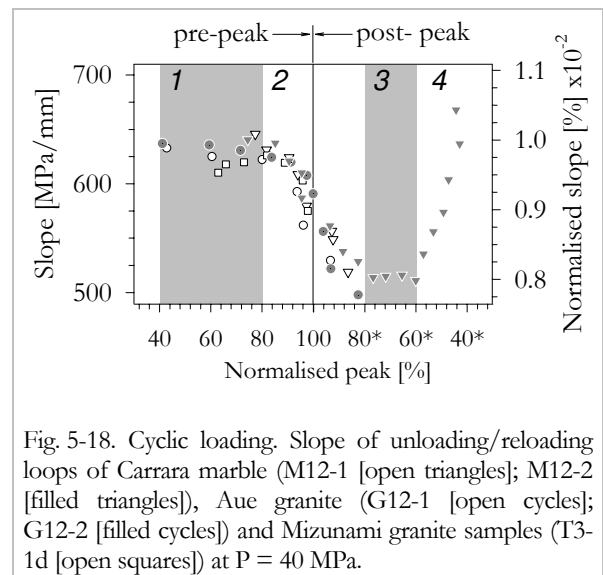 pre-peak post- peak
700 1 2 3 4 1.1
1.0
600 0.9
500 0.8
Slope [MPa/mm]
Normalised slope [%] x10-2
40 60 80 100 80* 60* 40*
Normalised peak [%]
Fig. 5-18. Cyclic loading. Slope of unloading/reloading
loops of Carrara marble (M12-1 [open triangles]; M12-2
[filled triangles]), Aue granite (G12-1 [open cycles];
G12-2 [filled cycles]) and Mizunami granite samples (T3-
1d [open squares]) at P = 40 MPa.